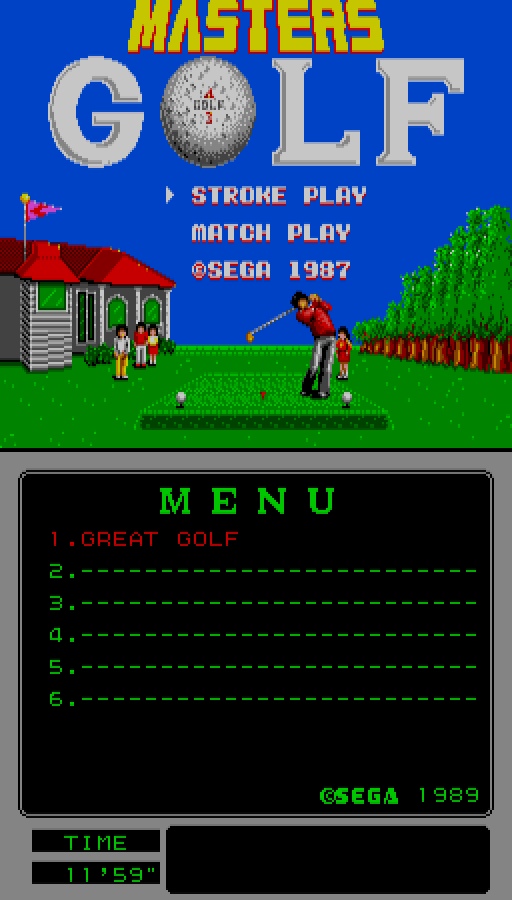 MASTERS
GOLF
GOLF
3
STROKE PLAY
MATCH PLAY
©SEGA 1987
MENU
1.GREAT GOLF
2.-------------------------
3.-------------------------
4.-------------------------
5.-------------------------
6.-------------------------
©SEGA 1989
TIME
11'59"